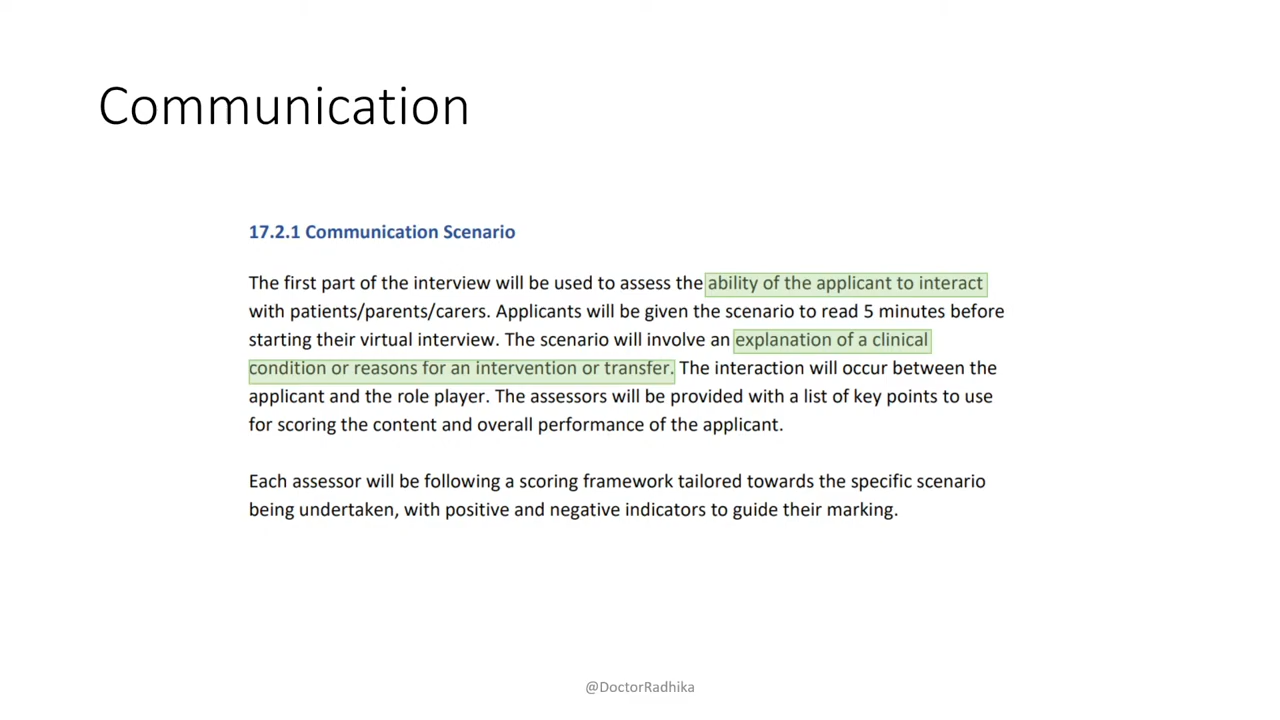 Communication
17.2.1 Communication Scenario
The first part of the interview will be used to assess the ability of the applicant to interact
with patients/parents/carers. Applicants will be given the scenario to read 5 minutes before
starting their virtual interview. The scenario will involve an explanation of a clinical
condition or reasons for an intervention or transfer. The interaction will occur between the
applicant and the role player. The assessors will be provided with a list of key points to use
for scoring the content and overall performance of the applicant.
Each assessor will be following a scoring framework tailored towards the specific scenario
being undertaken, with positive and negative indicators to guide their marking.
@DoctorRadhika